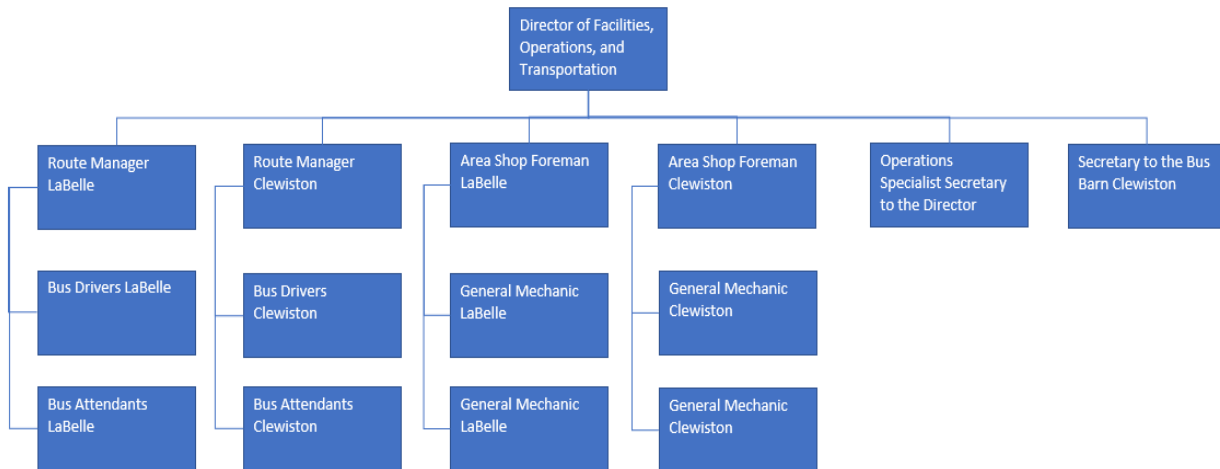 Director of Facilities,
Operations, and
Transportation
Route Manager
LaBelle
Route Manager
Clewiston
Area Shop Foreman
LaBelle
Area Shop Foreman
Clewiston
Operations
Specialist Secretary
to the Director
Secretary to the Bus
Barn Clewiston
Bus Drivers LaBelle
Bus Drivers
Clewiston
General Mechanic
LaBelle
General Mechanic
Clewiston
Bus Attendants
LaBelle
Bus Attendants
Clewiston
General Mechanic
LaBelle
General Mechanic
Clewiston